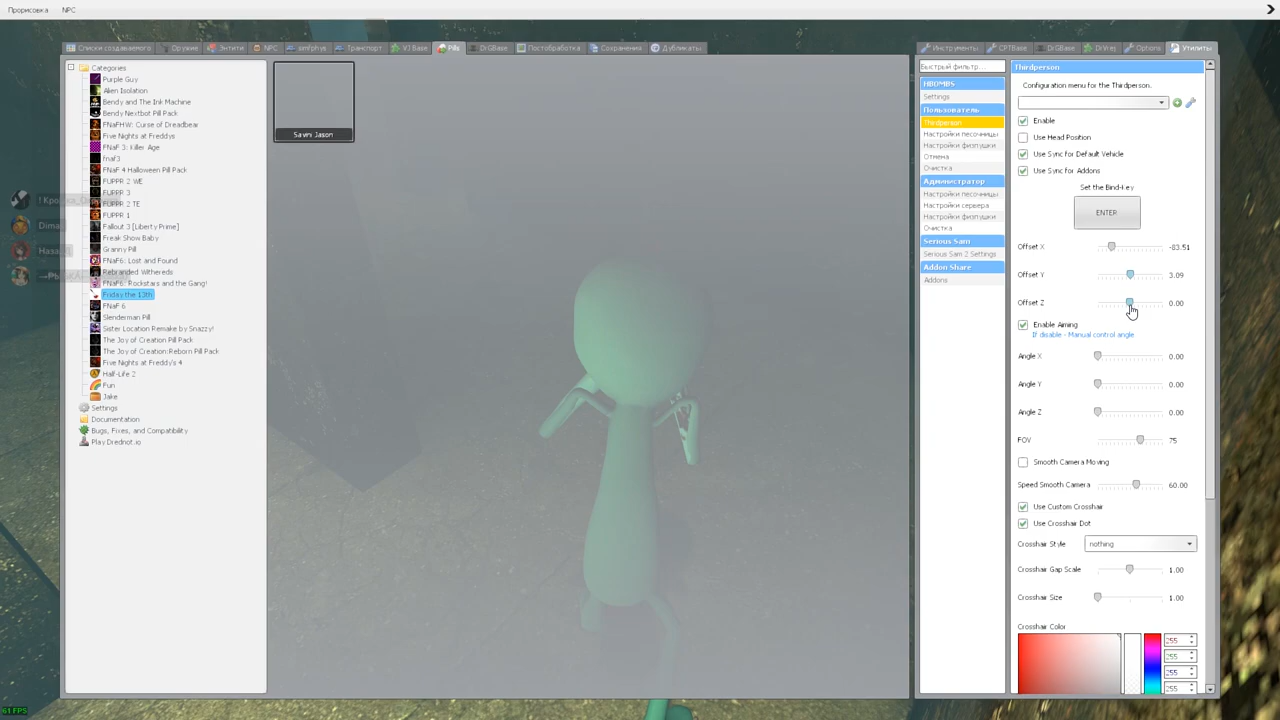 Прорисовка NPC
Списки создаваемого Оружие Энтити NPC simfphys Транспорт VJ Base Pills DrGBase Постобработка Сохранения Дубликаты
Инструменты CPTBase DrGBase DrVrej Options Утилиты
Categories
Purple Guy
Alien Isolation
Bendy and The Ink Machine
Bendy Nextbot Pill Pack
FNaFHW: Curse of Dreadbear
Five Nights at Freddys
FNaF 3: Killer Age
fnaf3
FNaF 4 Halloween Pill Pack
FUPPR 2 WE
FUPPR 3
FUPPR 2 TE
FUPPR 1
Fallout 3 [Liberty Prime]
Freak Show Baby
Granny Pill
FNaF6: Lost and Found
Rebranded Withereds
FNaF6: Rockstars and the Gang!
Friday the 13th
FNaF 6
Slenderman Pill
Sister Location Remake by Snazzy!
The Joy of Creation Pill Pack
The Joy of Creation:Reborn Pill Pack
Five Nights at Freddy's 4
Half-Life 2
Fun
Jake
Settings
Documentation
Bugs, Fixes, and Compatibility
Play Drednot.io
Dima
Savini Jason
Быстрый фильтр...
HBOMBS
Settings
Пользователь
Thirdperson
Настройки песочницы
Настройки физпушки
Отмена
Очистка
Администратор
Настройки песочницы
Настройки сервера
Настройки физпушки
Очистка
Serious Sam
Serious Sam 2 Settings
Addon Share
Addons
Thirdperson
Configuration menu for the Thirdperson.
Enable
Use Head Position
Use Sync for Default Vehicle
Use Sync for Addons
Set the Bind-Key
ENTER
Offset X -83.51
Offset Y 3.09
Offset Z 0.00
Enable Aiming
If disable - Manual control angle
Angle X 0.00
Angle Y 0.00
Angle Z 0.00
FOV 75
Smooth Camera Moving
Speed Smooth Camera 60.00
Use Custom Crosshair
Use Crosshair Dot
Crosshair Style nothing
Crosshair Gap Scale 1.00
Crosshair Size 1.00
Crosshair Color
255
255
255
255
61 FPS